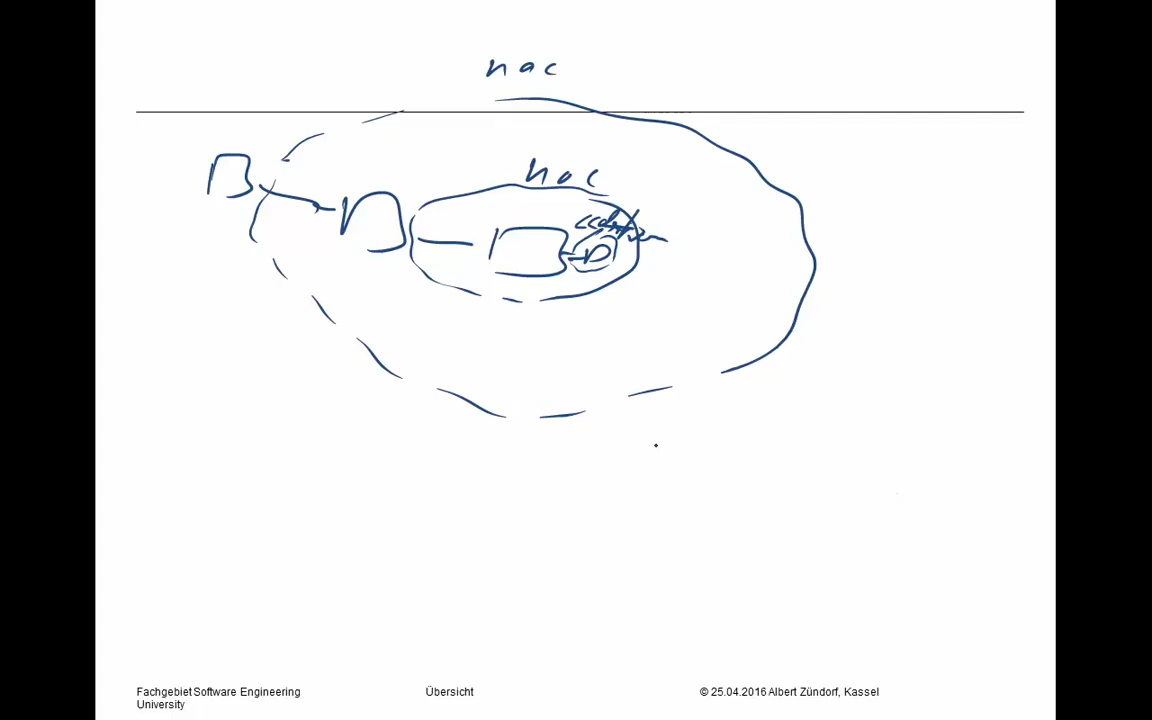 nac
nac
Fachgebiet Software Engineering
University
Übersicht
© 25.04.2016 Albert Zündorf, Kassel